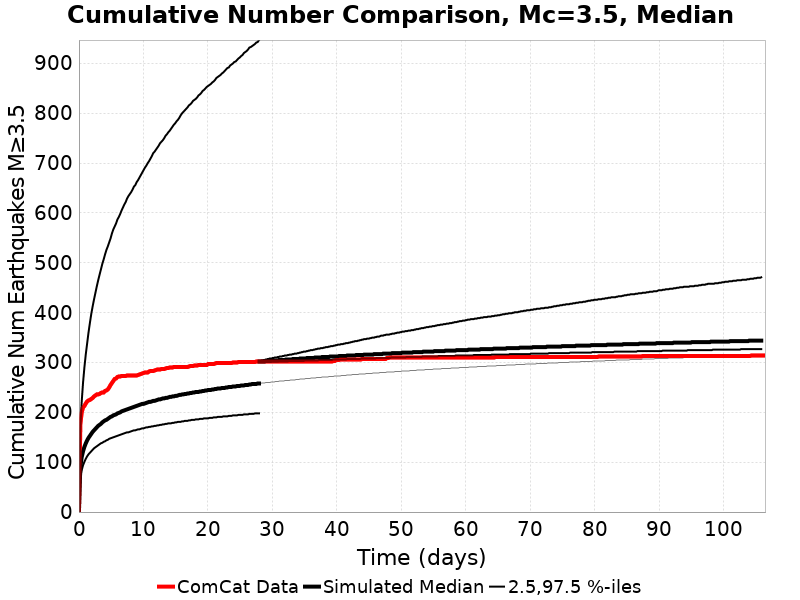 Cumulative Number Comparison, Mc=3.5, Median
Cumulative Num Earthquakes M≥3.5
900
800
700
600
500
400
300
200
100
0
0 10 20 30 40 50 60 70 80 90 100
Time (days)
ComCat Data Simulated Median 2.5,97.5 %-iles